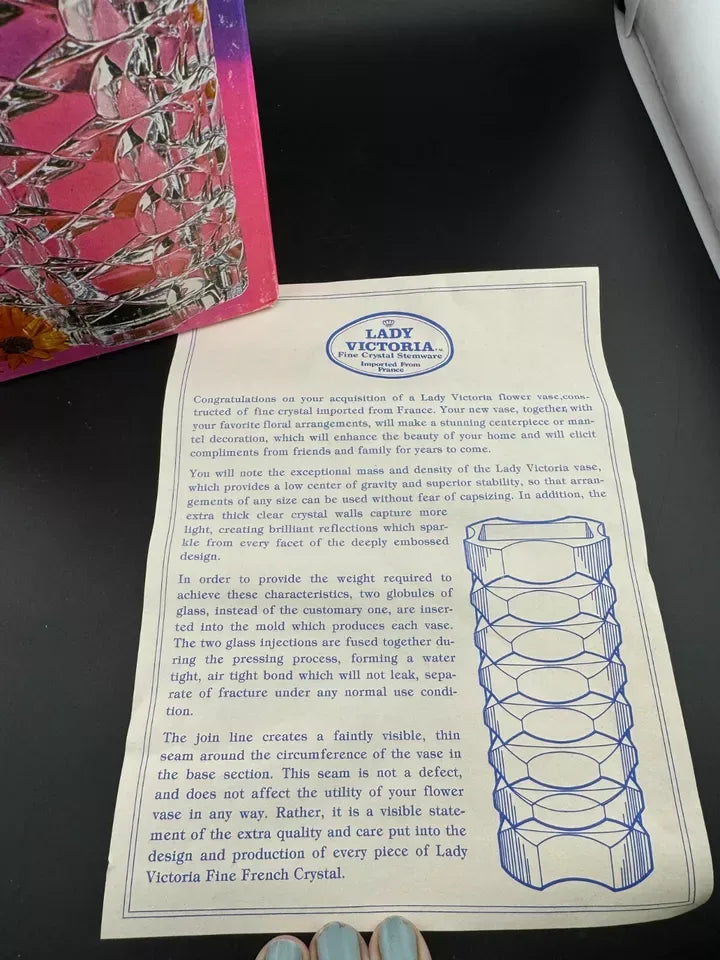 LADY
VICTORIA TM
Fine Crystal Stemware
Imported From
France
Congratulations on your acquisition of a Lady Victoria flower vase,cons-
tructed of fine crystal imported from France. Your new vase, together, with
your favorite floral arrangements, will make a stunning centerpiece or man-
tel decoration, which will enhance the beauty of your home and will elicit
compliments from friends and family for years to come.
You will note the exceptional mass and density of the Lady Victoria vase,
which provides a low center of gravity and superior stability, so that arran-
gements of any size can be used without fear of capsizing. In addition, the
extra thick clear crystal walls capture more
light, creating brilliant reflections which spar-
kle from every facet of the deeply embossed
design.
In order to provide the weight required to
achieve these characteristics, two globules of
glass, instead of the customary one, are inser-
ted into the mold which produces each vase.
The two glass injections are fused together du-
ring the pressing process, forming a water
tight, air tight bond which will not leak, sepa-
rate of fracture under any normal use condi-
tion.
The join line creates a faintly visible, thin
seam around the circumference of the vase in
the base section. This seam is not a defect,
and does not affect the utility of your flower
vase in any way. Rather, it is a visible state-
ment of the extra quality and care put into the
design and production of every piece of Lady
Victoria Fine French Crystal.